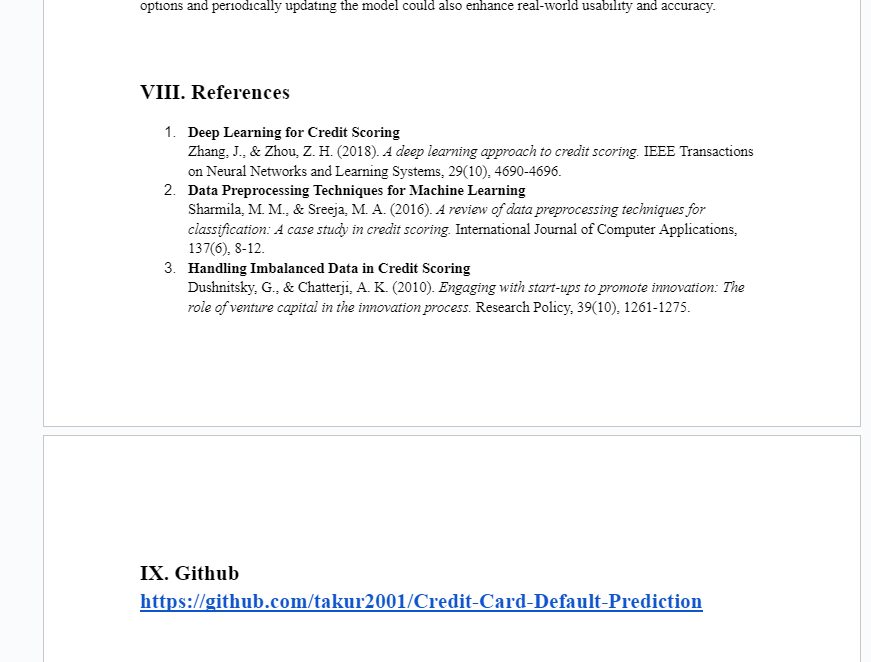 options and periodically updating the model could also enhance real-world usability and accuracy.
VIII. References
1. Deep Learning for Credit Scoring
Zhang, J., & Zhou, Z. H. (2018). A deep learning approach to credit scoring. IEEE Transactions
on Neural Networks and Learning Systems, 29(10), 4690-4696.
2. Data Preprocessing Techniques for Machine Learning
Sharmila, M. M., & Sreeja, M. A. (2016). A review of data preprocessing techniques for
classification: A case study in credit scoring. International Journal of Computer Applications,
137(6), 8-12.
3. Handling Imbalanced Data in Credit Scoring
Dushnitsky, G., & Chatterji, A. K. (2010). Engaging with start-ups to promote innovation: The
role of venture capital in the innovation process. Research Policy, 39(10), 1261-1275.
IX. Github
https://github.com/takur2001/Credit-Card-Default-Prediction